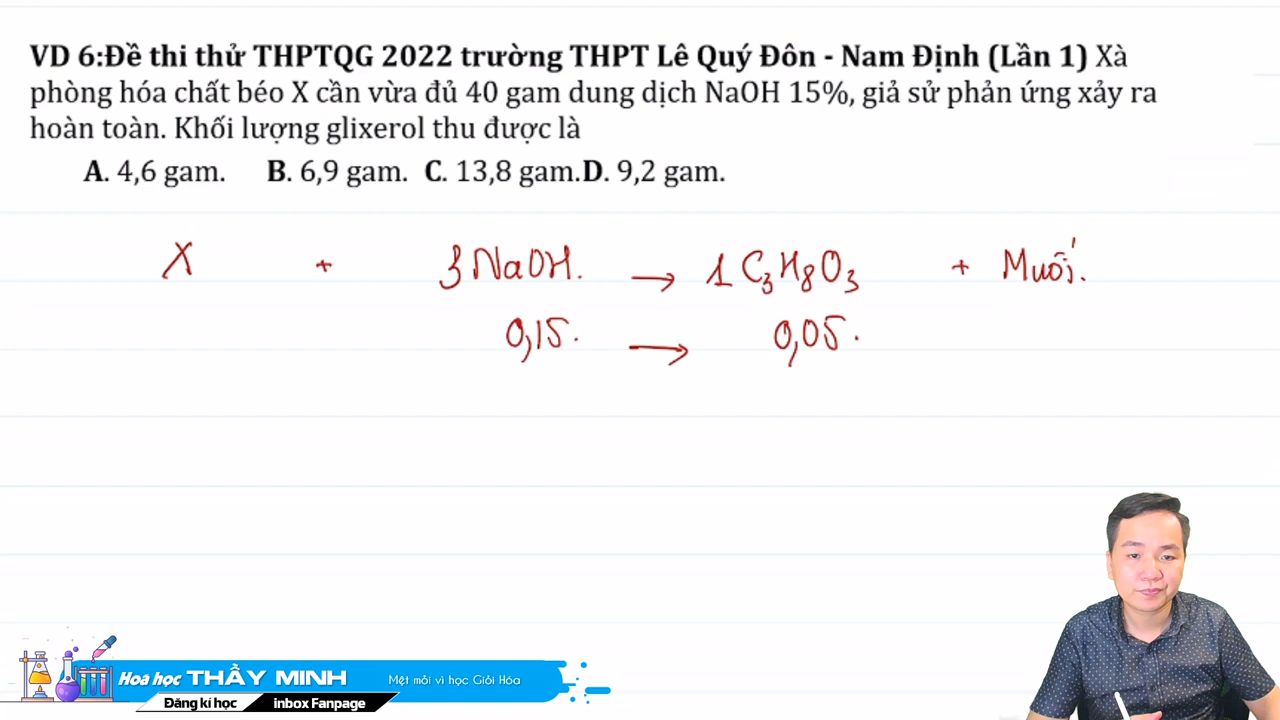 VD 6:Đề thi thử THPTQG 2022 trường THPT Lê Quý Đôn - Nam Định (Lần 1) Xà
phòng hóa chất béo X cần vừa đủ 40 gam dung dịch NaOH 15%, giả sử phản ứng xảy ra
hoàn toàn. Khối lượng glixerol thu được là
A. 4,6 gam. B. 6,9 gam. C. 13,8 gam.D. 9,2 gam.
X + 3 NaOH. → 1 C₃H₈O₃ + Muối.
0,15. → 0,05.
Hoá học THẦY MINH Mệt mỏi vì học Giỏi Hóa
Đăng kí học inbox Fanpage